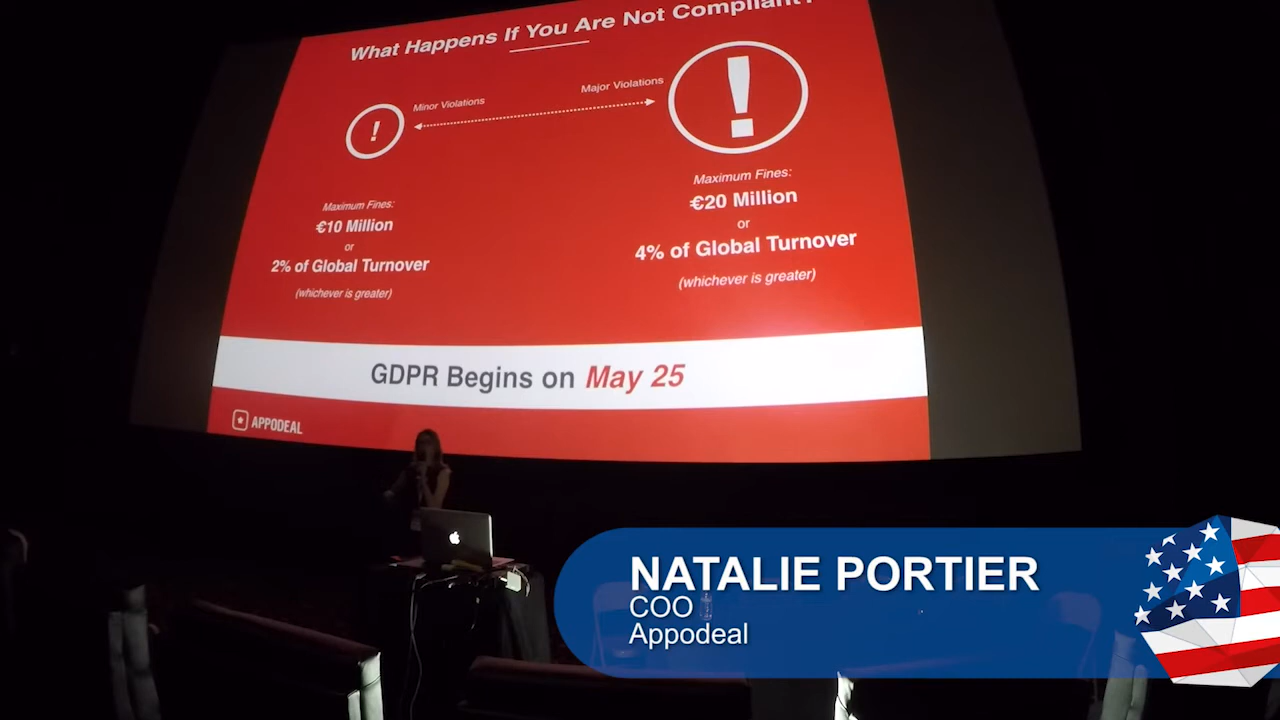 What Happens If You Are Not Compliant?
Minor Violations
Major Violations
!
!
Maximum Fines:
€10 Million
or
2% of Global Turnover
(whichever is greater)
Maximum Fines:
€20 Million
or
4% of Global Turnover
(whichever is greater)
GDPR Begins on May 25
APPODEAL
NATALIE PORTIER
COO
Appodeal